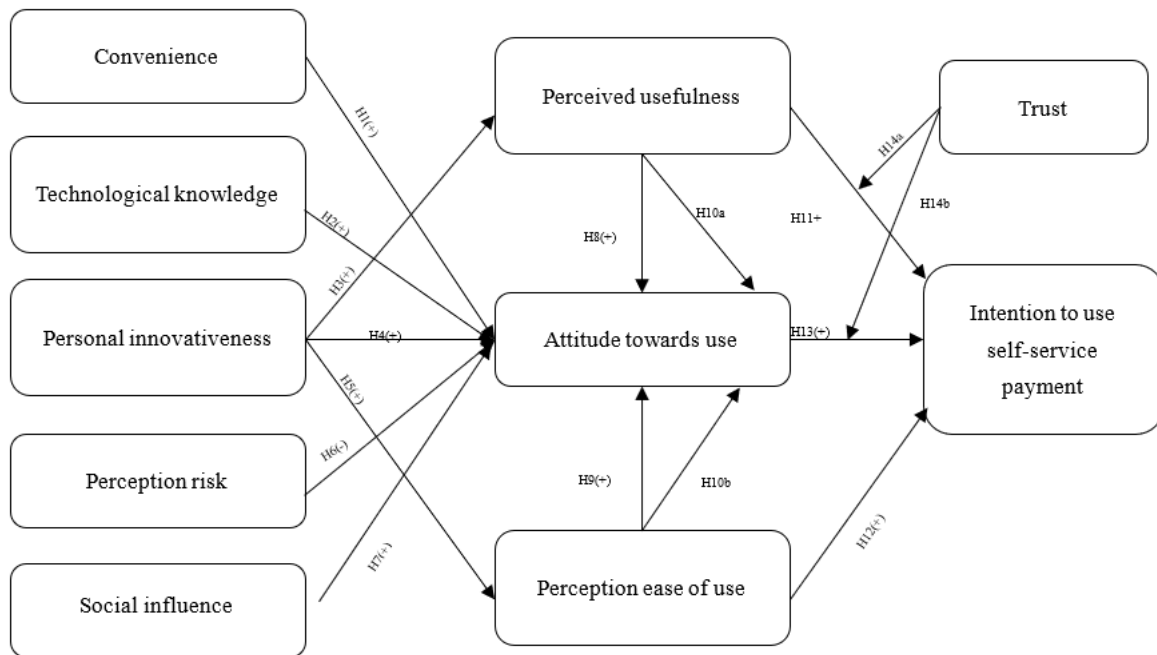 Convenience
Technological knowledge
Personal innovativeness
Perception risk
Social influence
H1(+)
H2(+)
H3(+)
H4(+)
H5(+)
H6(-)
H7(+)
Perceived usefulness
H8(+)
H10a
Attitude towards use
H9(+)
H10b
Perception ease of use
H11+
H13(+)
H12(+)
H14a
H14b
Trust
Intention to use
self-service
payment